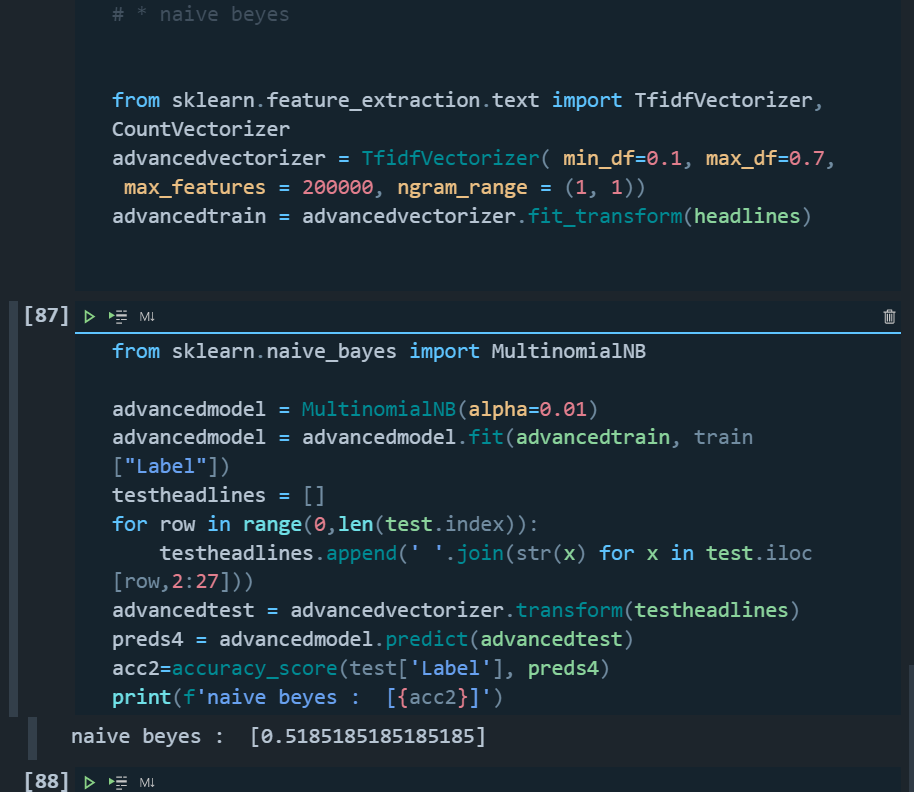 # * naive beyes
from sklearn.feature_extraction.text import TfidfVectorizer,
CountVectorizer
advancedvectorizer = TfidfVectorizer( min_df=0.1, max_df=0.7,
max_features = 200000, ngram_range = (1, 1))
advancedtrain = advancedvectorizer.fit_transform(headlines)
[87] M↓
from sklearn.naive_bayes import MultinomialNB
advancedmodel = MultinomialNB(alpha=0.01)
advancedmodel = advancedmodel.fit(advancedtrain, train
["Label"])
testheadlines = []
for row in range(0,len(test.index)):
    testheadlines.append(' '.join(str(x) for x in test.iloc
[row,2:27]))
advancedtest = advancedvectorizer.transform(testheadlines)
preds4 = advancedmodel.predict(advancedtest)
acc2=accuracy_score(test['Label'], preds4)
print(f'naive beyes :  [{acc2}]')
naive beyes :  [0.5185185185185185]
[88] M↓